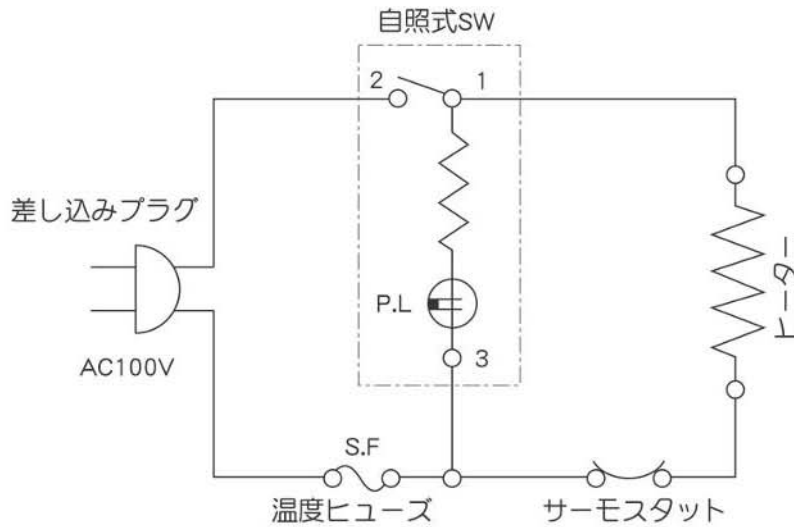 自照式SW
2
1
差し込みプラグ
P.L
ヒーター
3
AC100V
S.F
温度ヒューズ
サーモスタット